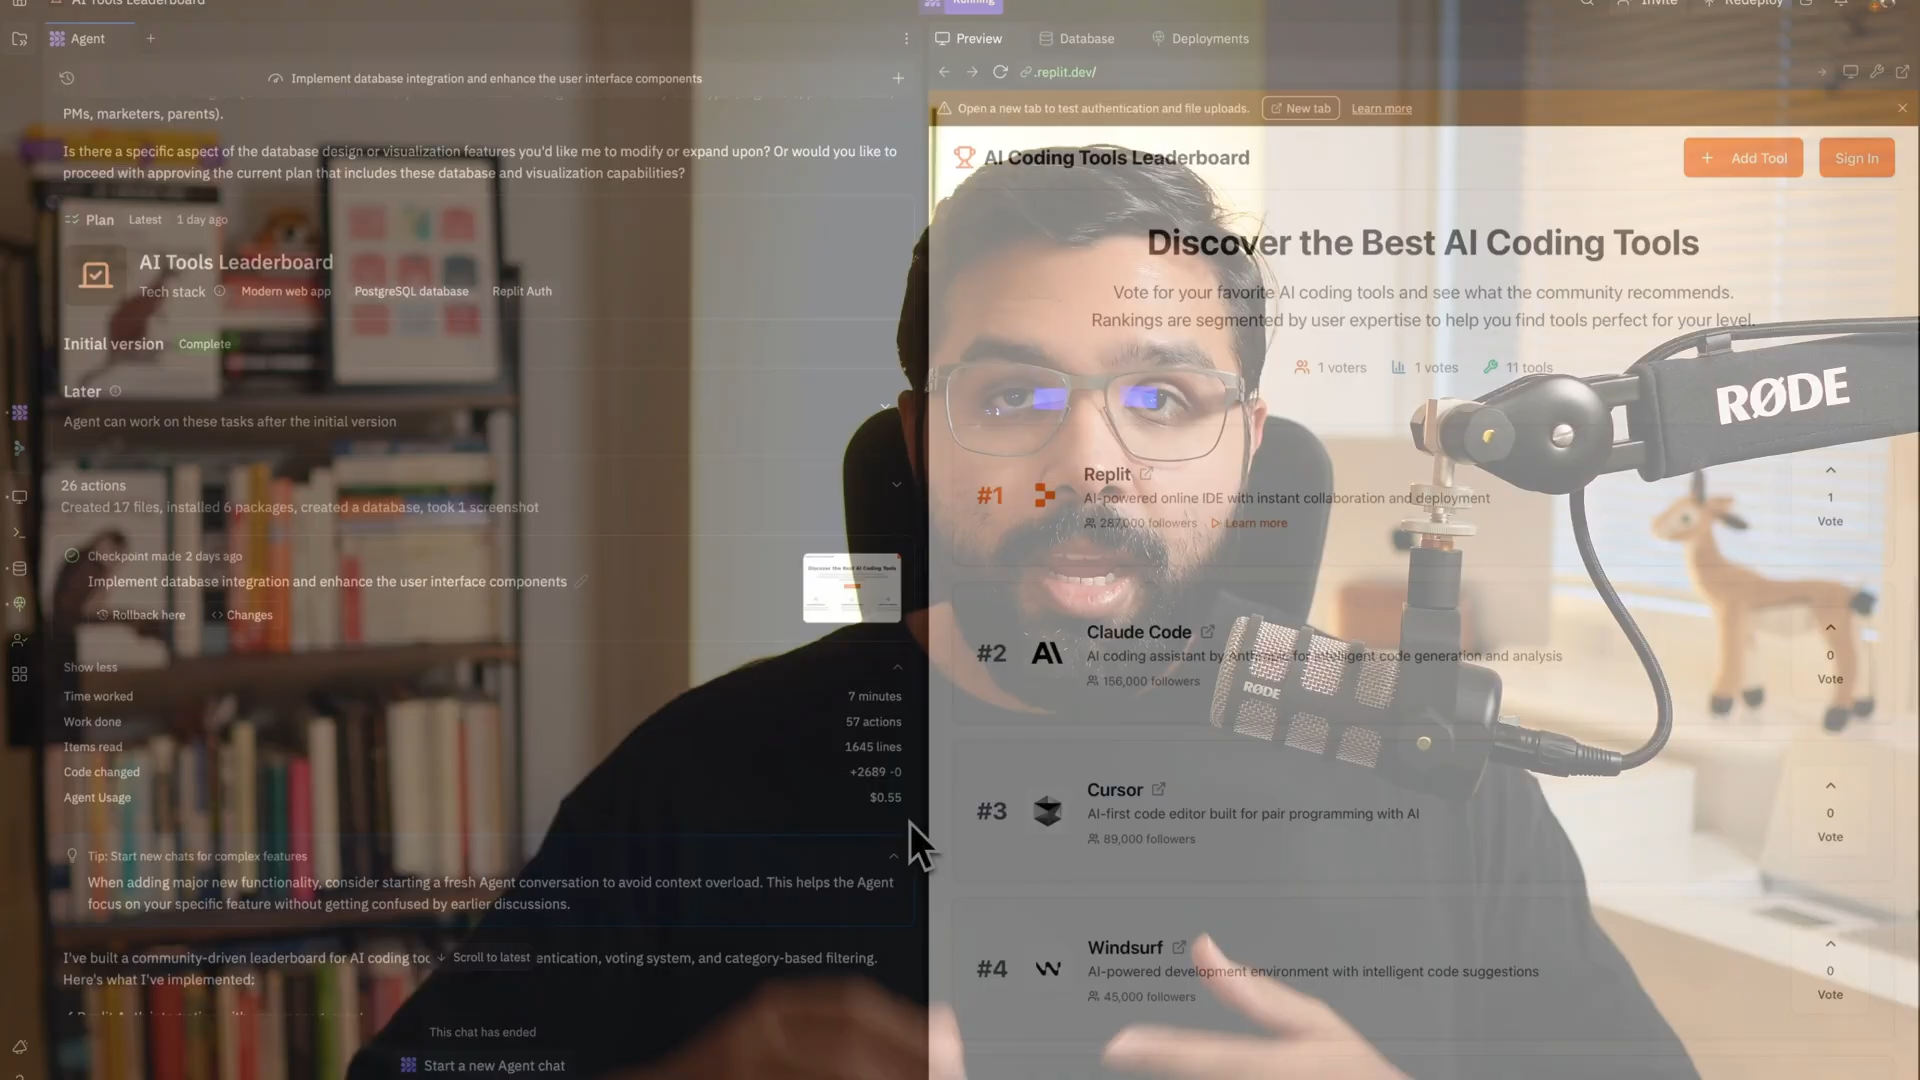 AI Tools Leaderboard
Running
Invite
Redeploy
Agent
Preview
Database
Deployments
Implement database integration and enhance the user interface components
.replit.dev/
PMs, marketers, parents).
Open a new tab to test authentication and file uploads.
New tab
Learn more
Is there a specific aspect of the database design or visualization features you'd like me to modify or expand upon? Or would you like to
proceed with approving the current plan that includes these database and visualization capabilities?
Plan Latest 1 day ago
AI Tools Leaderboard
Tech stack Modern web app PostgreSQL database Replit Auth
Initial version Complete
Later
Agent can work on these tasks after the initial version
26 actions
Created 17 files, installed 6 packages, created a database, took 1 screenshot
Checkpoint made 2 days ago
Implement database integration and enhance the user interface components
Rollback here
Changes
Discover the Best AI Coding Tools
Show less
Time worked 7 minutes
Work done 57 actions
Items read 1645 lines
Code changed +2689 -0
Agent Usage $0.55
Tip: Start new chats for complex features
When adding major new functionality, consider starting a fresh Agent conversation to avoid context overload. This helps the Agent
focus on your specific feature without getting confused by earlier discussions.
I've built a community-driven leaderboard for AI coding too
Scroll to latest
entication, voting system, and category-based filtering.
Here's what I've implemented:
This chat has ended
Start a new Agent chat
AI Coding Tools Leaderboard
+ Add Tool
Sign In
Discover the Best AI Coding Tools
Vote for your favorite AI coding tools and see what the community recommends.
Rankings are segmented by user expertise to help you find tools perfect for your level.
1 voters 1 votes 11 tools
#1
Replit
AI-powered online IDE with instant collaboration and deployment
287,000 followers Learn more
1
Vote
#2
Claude Code
AI coding assistant by Anthropic for intelligent code generation and analysis
156,000 followers
0
Vote
#3
Cursor
AI-first code editor built for pair programming with AI
89,000 followers
0
Vote
#4
Windsurf
AI-powered development environment with intelligent code suggestions
45,000 followers
0
Vote
RØDE
RØDE